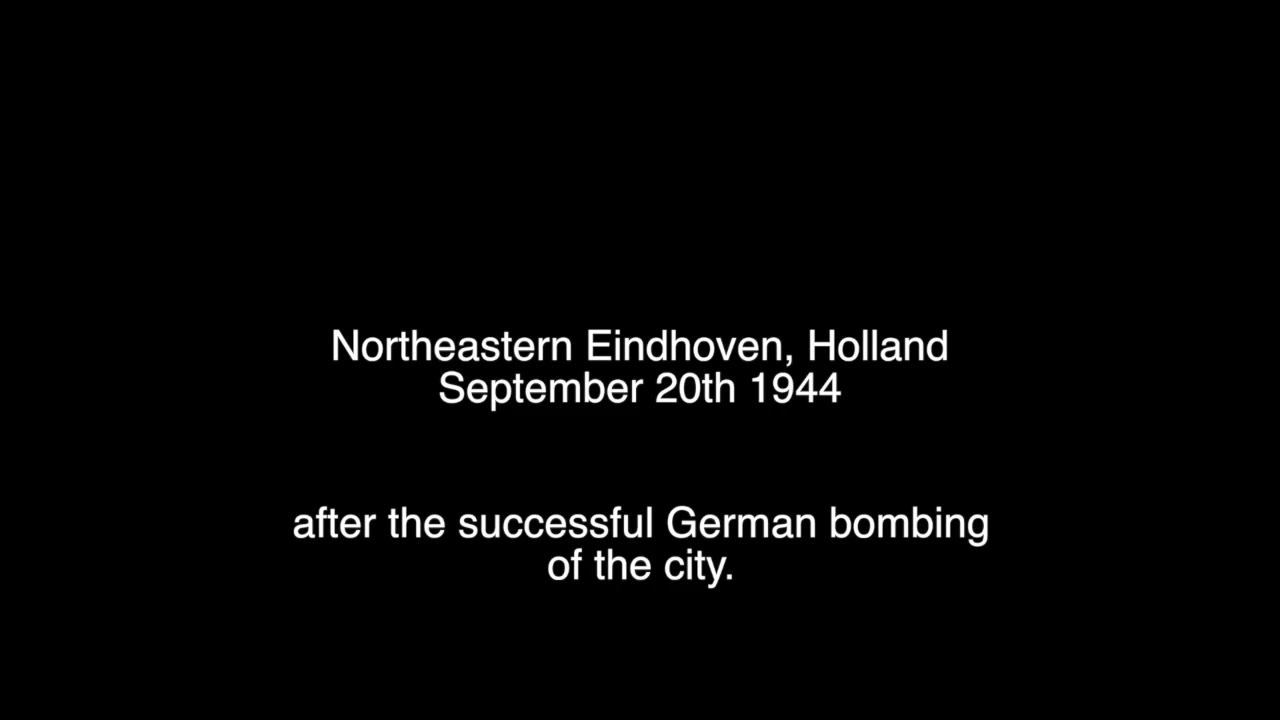 Northeastern Eindhoven, Holland
September 20th 1944
after the successful German bombing
of the city.